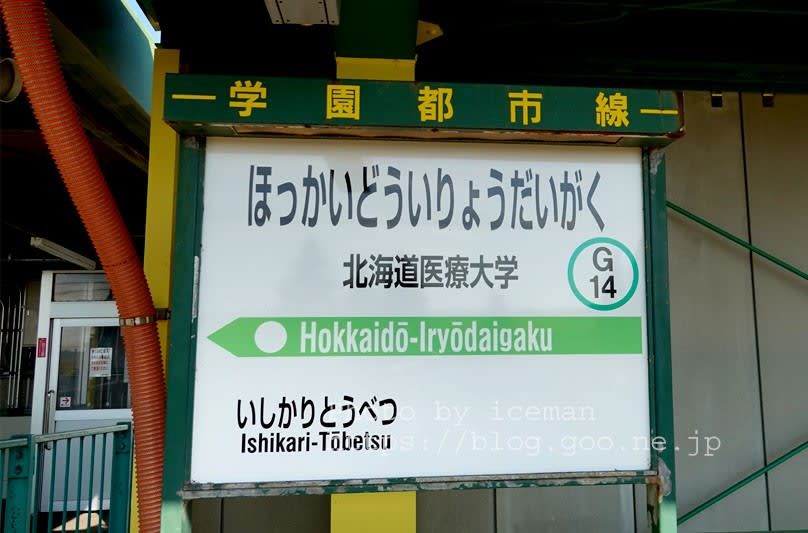 学園都市線
ほっかいどういりょうだいがく
北海道医療大学
G
14
Hokkaidō-Iryōdaigaku
いしかりとうべつ
Ishikari-Tōbetsu
photo by iceman
https://blog.goo.ne.jp